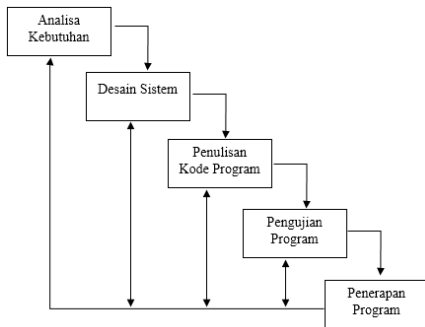 Analisa
Kebutuhan
Desain Sistem
Penulisan
Kode Program
Pengujian
Program
Penerapan
Program